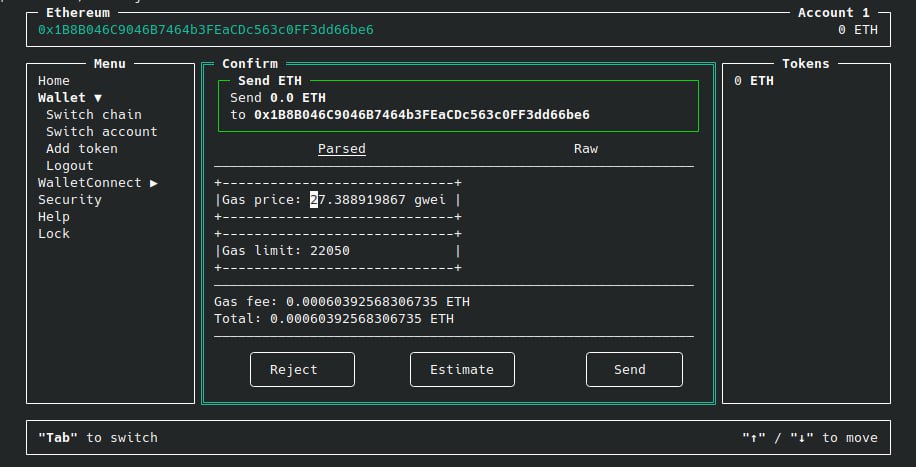 Ethereum Account 1
0x1B8B046C9046B7464b3FEaCDc563c0FF3dd66be6 0 ETH
Menu
Home
Wallet ▼
Switch chain
Switch account
Add token
Logout
WalletConnect ▶
Security
Help
Lock
Confirm
Send ETH
Send 0.0 ETH
to 0x1B8B046C9046B7464b3FEaCDc563c0FF3dd66be6
Parsed Raw
+-----------------------------+
|Gas price: 27.388919867 gwei |
+-----------------------------+
+-----------------------------+
|Gas limit: 22050 |
+-----------------------------+
Gas fee: 0.00060392568306735 ETH
Total: 0.00060392568306735 ETH
Reject Estimate Send
Tokens
0 ETH
"Tab" to switch "↑" / "↓" to move